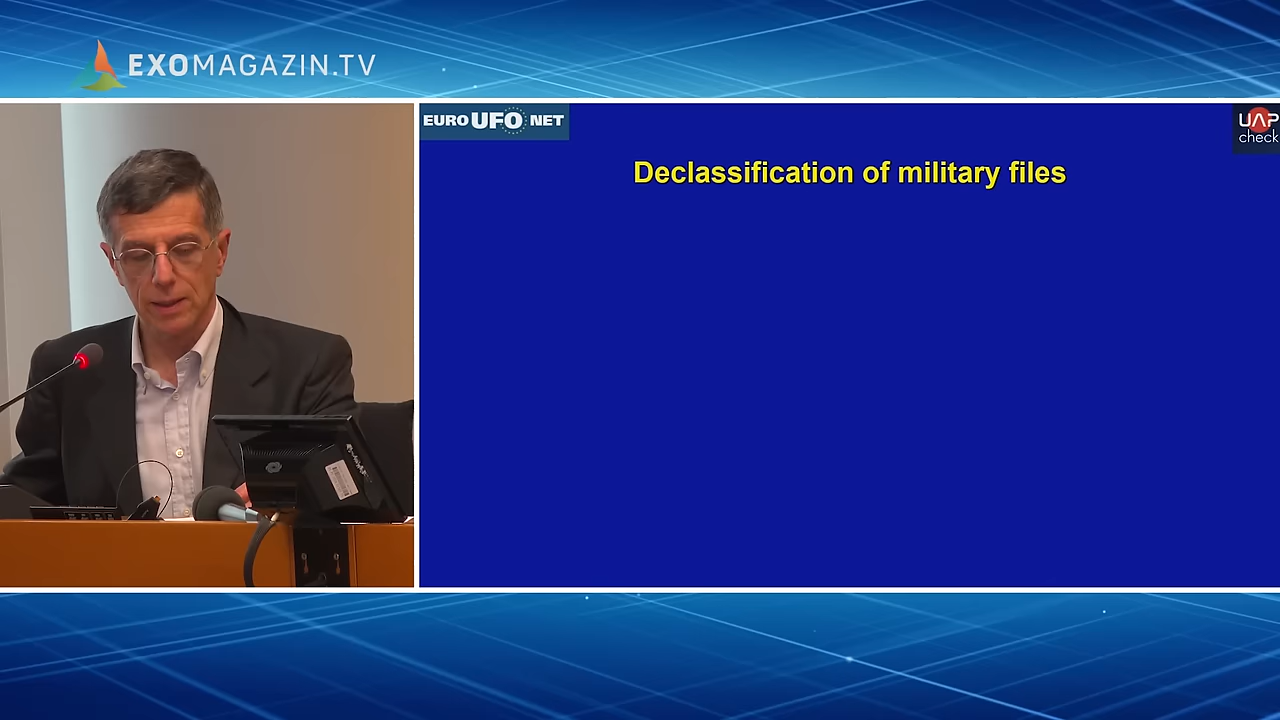 EXOMAGAZIN.TV
EURO UFO NET
UAP
check
Declassification of military files